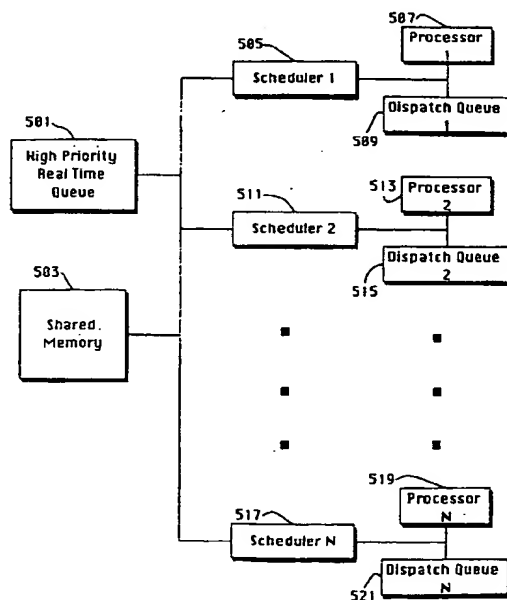 507
Processor
1
505
Scheduler 1
Dispatch Queue
1
509
501
High Priority
Real Time
Queue
513
Processor
2
511
Scheduler 2
Dispatch Queue
2
515
503
Shared.
Memory
519
Processor
N
517
Scheduler N
Dispatch Queue
N
521